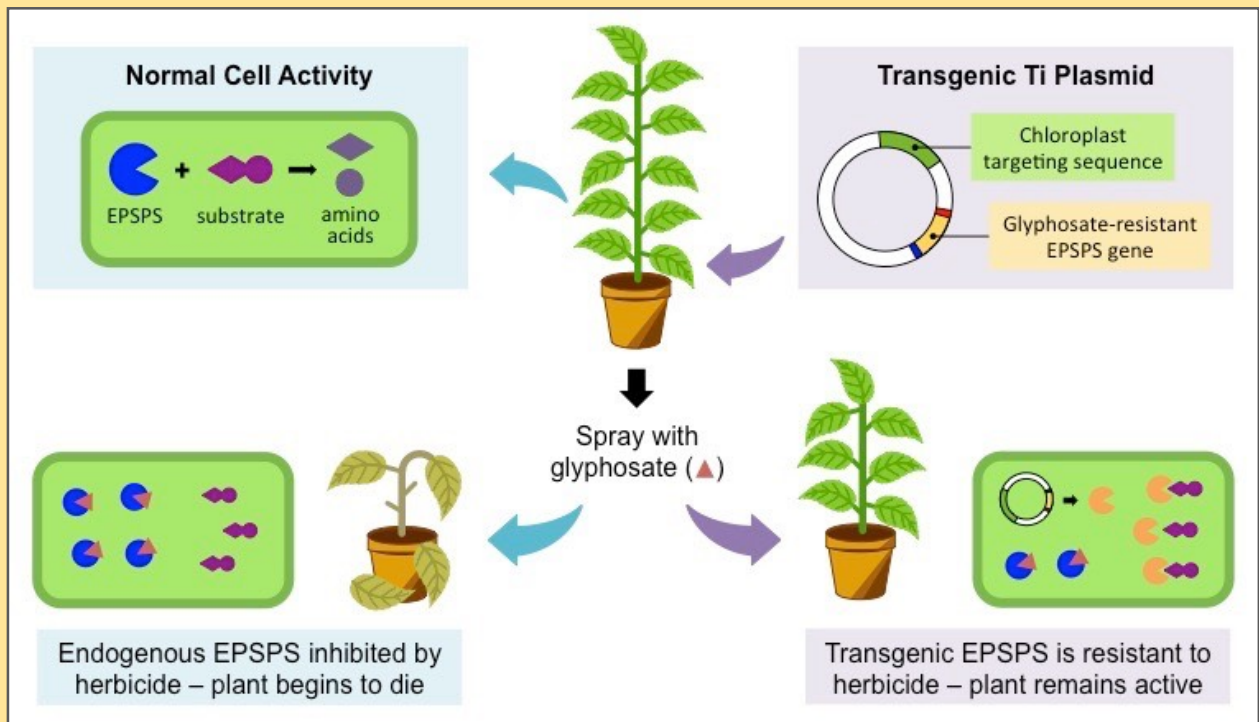 Normal Cell Activity
EPSPS
+
substrate
amino
acids
Transgenic Ti Plasmid
Chloroplast
targeting sequence
Glyphosate-resistant
EPSPS gene
Spray with
glyphosate (▲)
Endogenous EPSPS inhibited by
herbicide – plant begins to die
Transgenic EPSPS is resistant to
herbicide – plant remains active